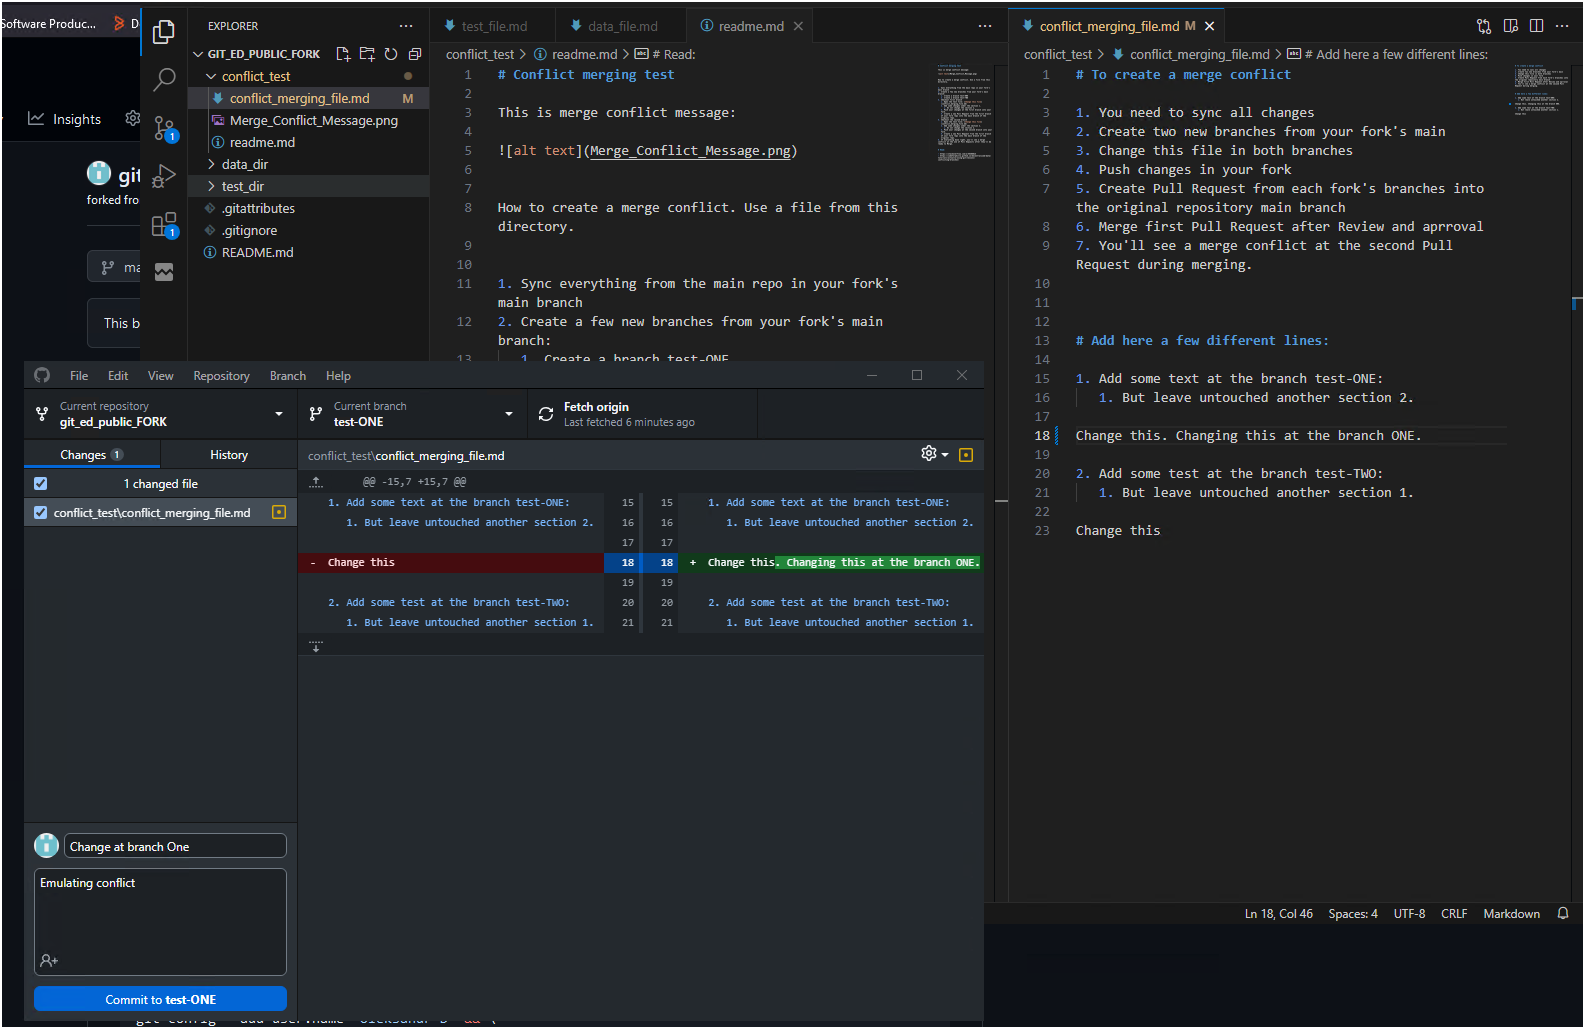 Software Produc...
D
Insights
git
forked fro
ma
This b
EXPLORER
GIT_ED_PUBLIC_FORK
conflict_test
conflict_merging_file.md M
Merge_Conflict_Message.png
readme.md
data_dir
test_dir
.gitattributes
.gitignore
README.md
1
1
test_file.md
data_file.md
readme.md
conflict_test > readme.md > # Read:
1 # Conflict merging test
2
3 This is merge conflict message:
4
5 ![alt text](Merge_Conflict_Message.png)
6
7
8 How to create a merge conflict. Use a file from this
directory.
9
10
11 1. Sync everything from the main repo in your fork's
main branch
12 2. Create a few new branches from your fork's main
branch:
13 1. Create a branch test-ONE
conflict_merging_file.md M
conflict_test > conflict_merging_file.md > # Add here a few different lines:
1 # To create a merge conflict
2
3 1. You need to sync all changes
4 2. Create two new branches from your fork's main
5 3. Change this file in both branches
6 4. Push changes in your fork
7 5. Create Pull Request from each fork's branches into
the original repository main branch
8 6. Merge first Pull Request after Review and aprroval
9 7. You'll see a merge conflict at the second Pull
Request during merging.
10
11
12
13 # Add here a few different lines:
14
15 1. Add some text at the branch test-ONE:
16 1. But leave untouched another section 2.
17
18 Change this. Changing this at the branch ONE.
19
20 2. Add some test at the branch test-TWO:
21 1. But leave untouched another section 1.
22
23 Change this
Ln 18, Col 46 Spaces: 4 UTF-8 CRLF Markdown
File Edit View Repository Branch Help
Current repository
git_ed_public_FORK
Current branch
test-ONE
Fetch origin
Last fetched 6 minutes ago
Changes 1
History
1 changed file
conflict_test\conflict_merging_file.md
conflict_test\conflict_merging_file.md
@@ -15,7 +15,7 @@
1. Add some text at the branch test-ONE: 15 15 1. Add some text at the branch test-ONE:
1. But leave untouched another section 2. 16 16 1. But leave untouched another section 2.
17 17
- Change this 18 18 + Change this. Changing this at the branch ONE.
19 19
2. Add some test at the branch test-TWO: 20 20 2. Add some test at the branch test-TWO:
1. But leave untouched another section 1. 21 21 1. But leave untouched another section 1.
Change at branch One
Emulating conflict
Commit to test-ONE